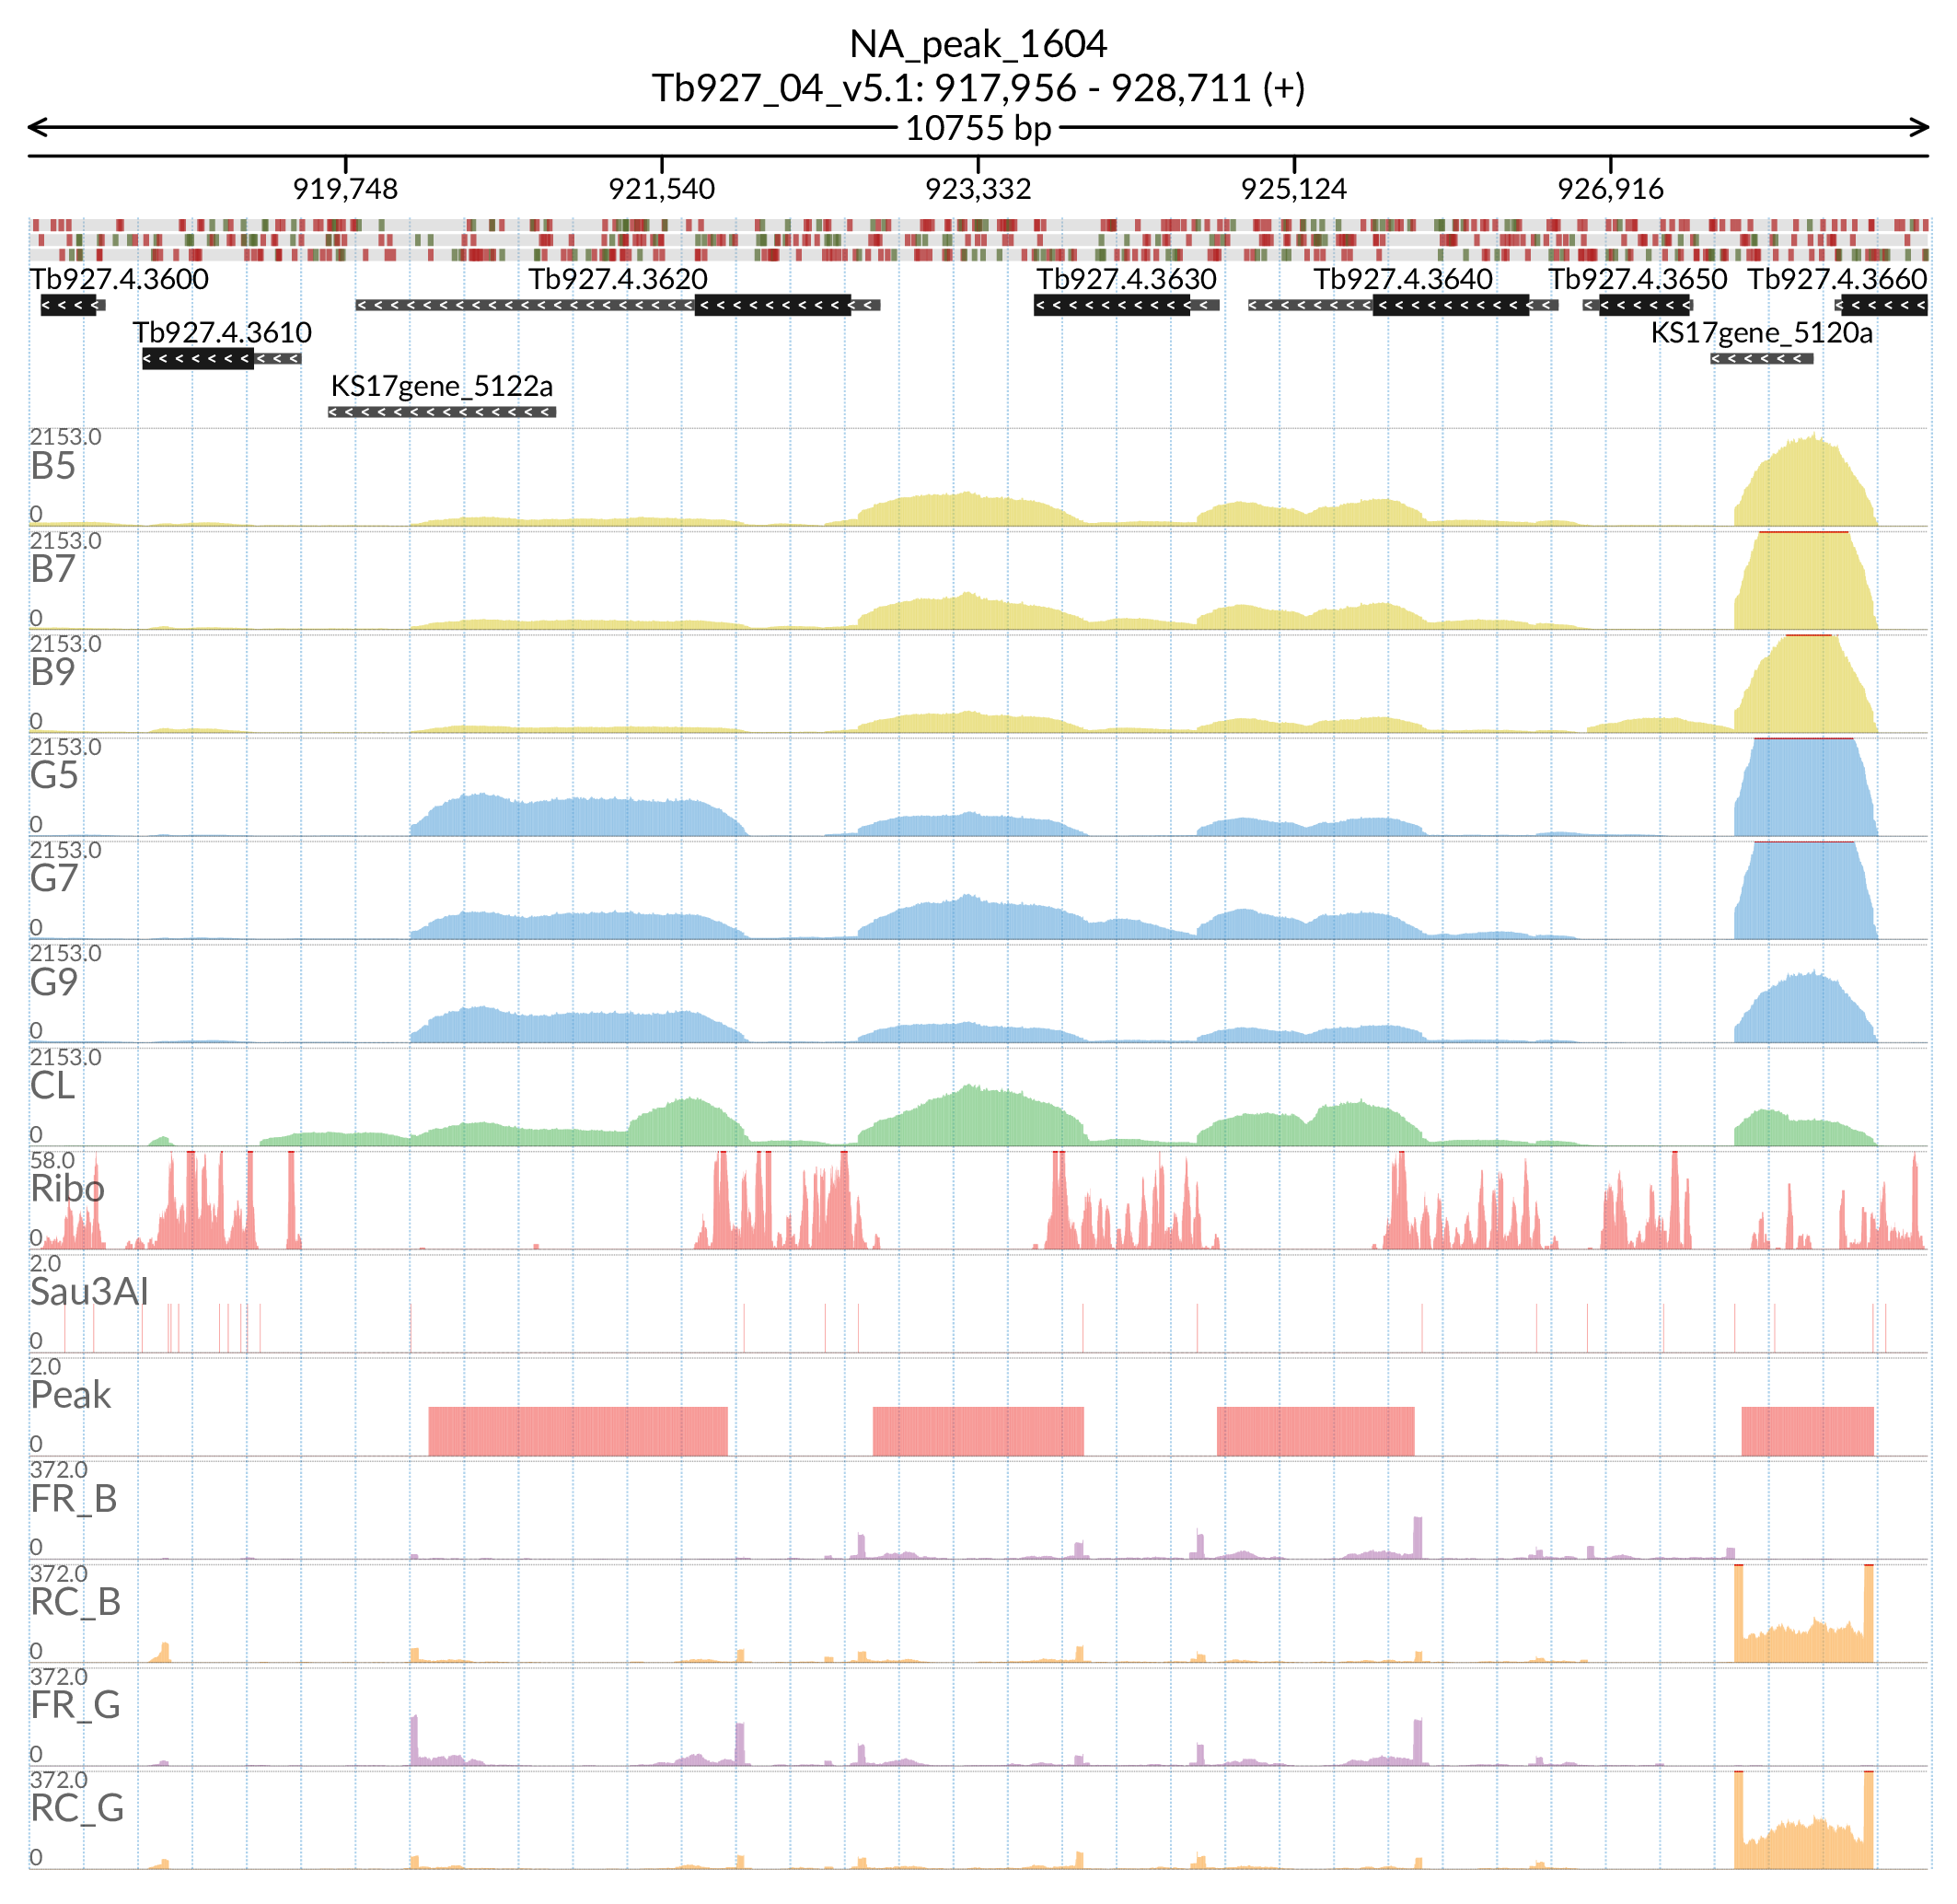 NA_peak_1604
Tb927_04_v5.1: 917,956 - 928,711 (+)
10755 bp
919,748 921,540 923,332 925,124 926,916
Tb927.4.3600 Tb927.4.3620 Tb927.4.3630 Tb927.4.3640 Tb927.4.3650 Tb927.4.3660
Tb927.4.3610 KS17gene_5120a
KS17gene_5122a
2153.0
B5
0
2153.0
B7
0
2153.0
B9
0
2153.0
G5
0
2153.0
G7
0
2153.0
G9
0
2153.0
CL
0
58.0
Ribo
0
2.0
Sau3AI
0
2.0
Peak
0
372.0
FR_B
0
372.0
RC_B
0
372.0
FR_G
0
372.0
RC_G
0